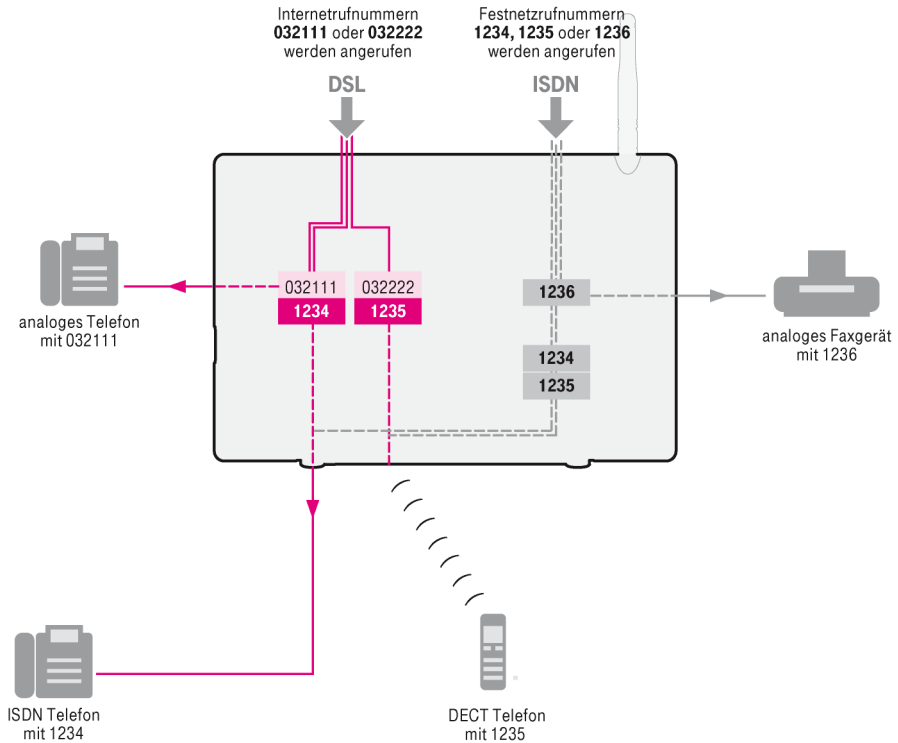 Internetrufnummern
032111 oder 032222
werden angerufen
Festnetzrufnummern
1234, 1235 oder 1236
werden angerufen
DSL
ISDN
032111
1234
032222
1235
1236
1234
1235
analoges Telefon
mit 032111
analoges Faxgerät
mit 1236
ISDN Telefon
mit 1234
DECT Telefon
mit 1235